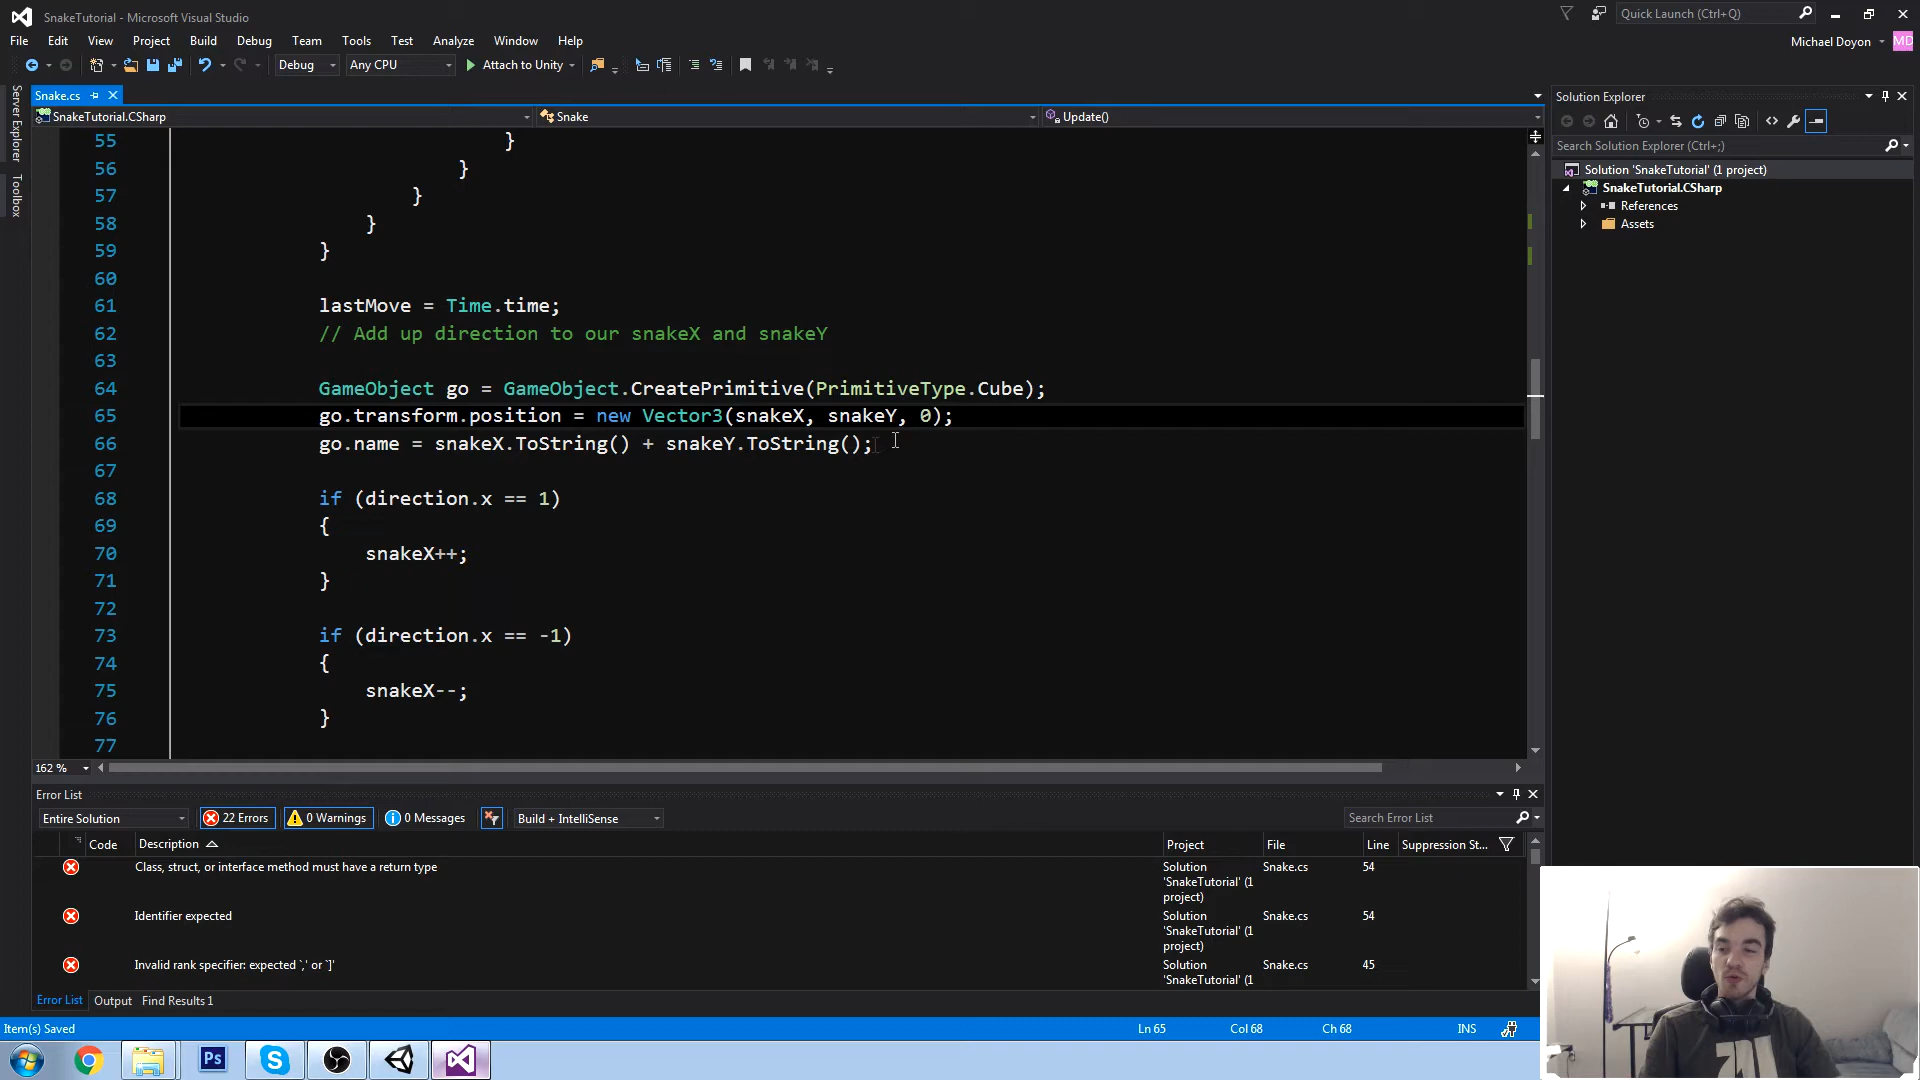 SnakeTutorial - Microsoft Visual Studio
Quick Launch (Ctrl+Q)
File Edit View Project Build Debug Team Tools Test Analyze Window Help
Michael Doyon MD
Debug Any CPU Attach to Unity
Snake.cs
SnakeTutorial.CSharp Snake Update()
Server Explorer
Toolbox
55 }
56 }
57 }
58 }
59 }
60
61 lastMove = Time.time;
62 // Add up direction to our snakeX and snakeY
63
64 GameObject go = GameObject.CreatePrimitive(PrimitiveType.Cube);
65 go.transform.position = new Vector3(snakeX, snakeY, 0);
66 go.name = snakeX.ToString() + snakeY.ToString();
67
68 if (direction.x == 1)
69 {
70 snakeX++;
71 }
72
73 if (direction.x == -1)
74 {
75 snakeX--;
76 }
77
162 %
Solution Explorer
Search Solution Explorer (Ctrl+;)
Solution 'SnakeTutorial' (1 project)
SnakeTutorial.CSharp
References
Assets
Error List
Entire Solution 22 Errors 0 Warnings 0 Messages Build + IntelliSense Search Error List
Code Description Project File Line Suppression St...
Class, struct, or interface method must have a return type Solution 'SnakeTutorial' (1 project) Snake.cs 54
Identifier expected Solution 'SnakeTutorial' (1 project) Snake.cs 54
Invalid rank specifier: expected `,' or `]' Solution 'SnakeTutorial' (1 project) Snake.cs 45
Error List Output Find Results 1
Item(s) Saved Ln 65 Col 68 Ch 68 INS
Ps